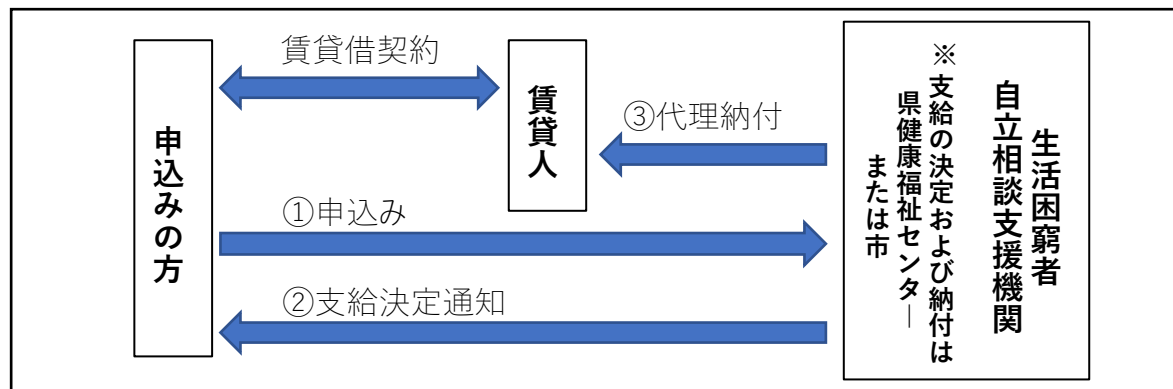 賃貸借契約
申込みの方
賃貸人
③代理納付
①申込み
②支給決定通知
生活困窮者
自立相談支援機関
※支給の決定および納付は
県健康福祉センター
または市